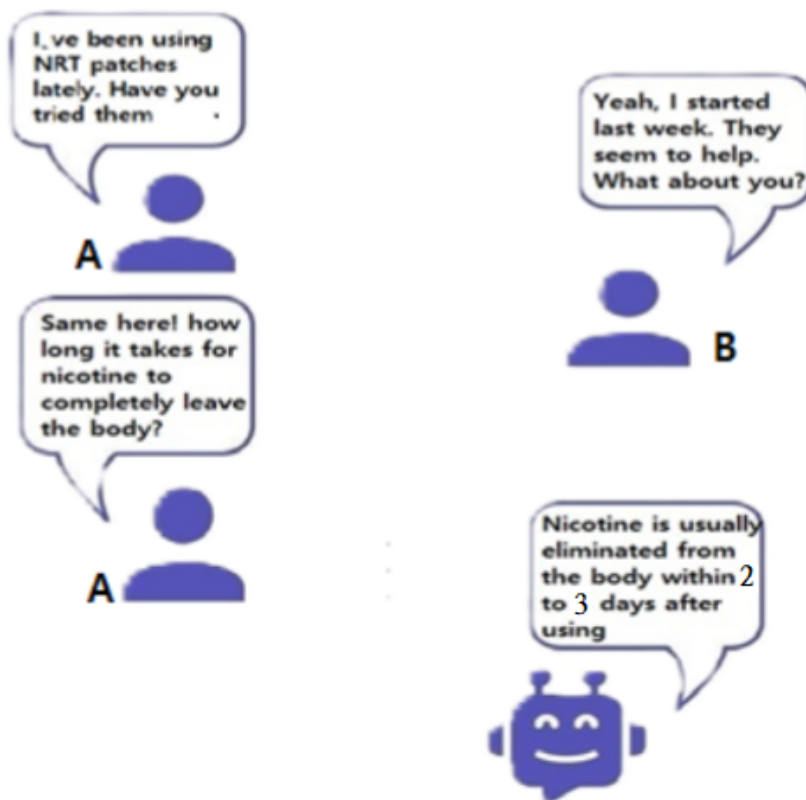 I,ve been using
NRT patches
lately. Have you
tried them .
A
Yeah, I started
last week. They
seem to help.
What about you?
B
Same here! how
long it takes for
nicotine to
completely leave
the body?
A
Nicotine is usually
eliminated from
the body within 2
to 3 days after
using